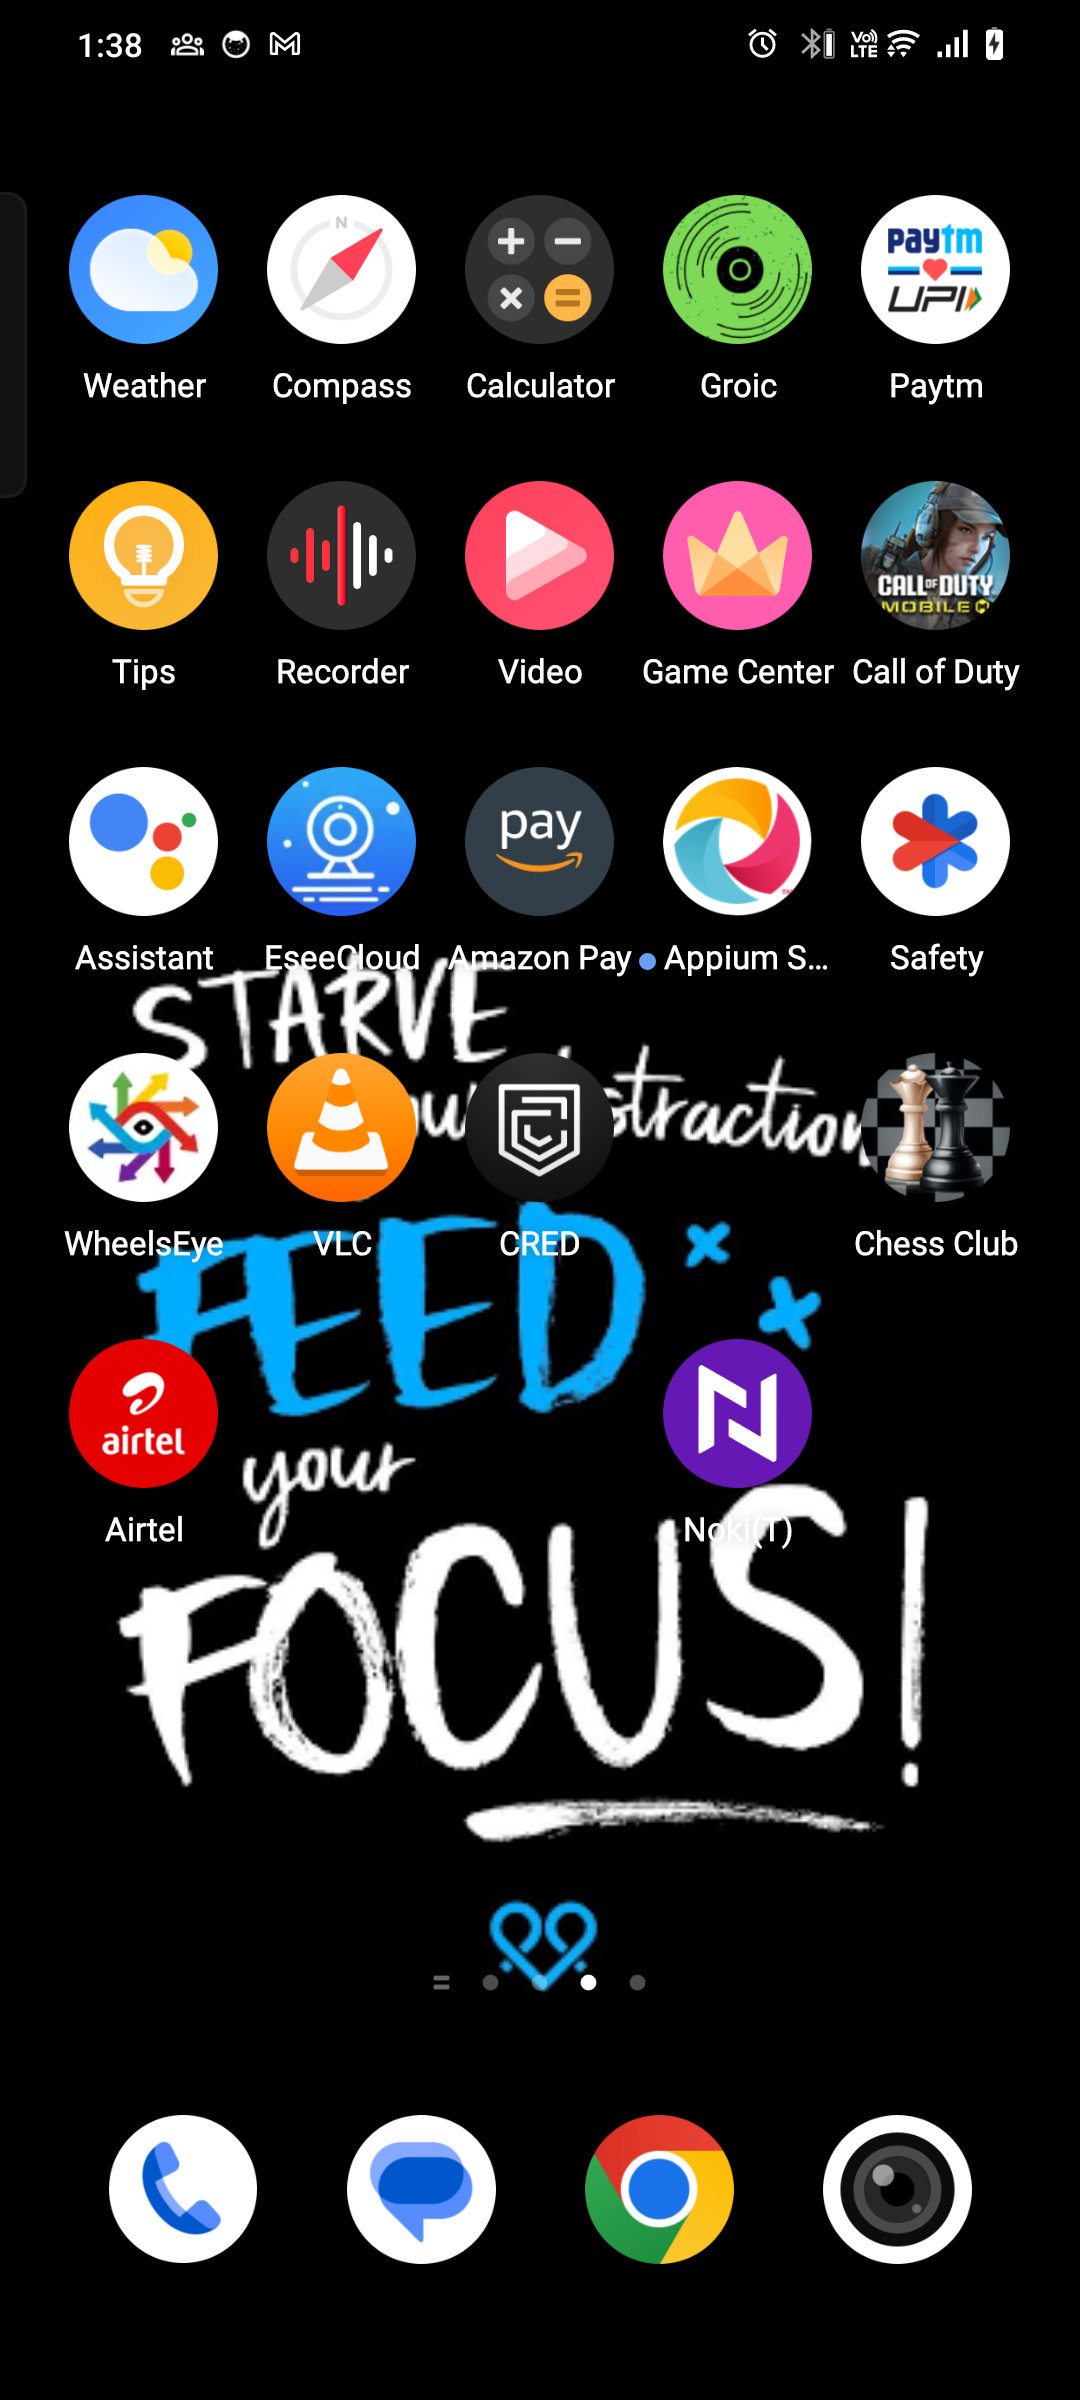 1:38
VoLTE
N
Paytm
UPI
Weather
Compass
Calculator
Groic
Paytm
CALL OF DUTY
MOBILE
Tips
Recorder
Video
Game Center
Call of Duty
pay
Assistant
EseeCloud
Amazon Pay
Appium S...
Safety
STARVE
WheelsEye
VLC
CRED
Chess Club
FEED
airtel
your
Airtel
Noki(T)
FOCUS!